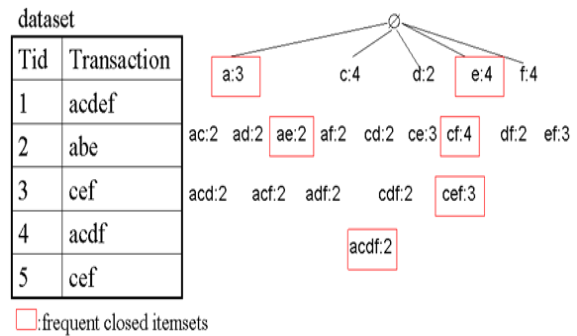 dataset
Tid Transaction
1 acdef
2 abe
3 cef
4 acdf
5 cef
∅
a:3 c:4 d:2 e:4 f:4
ac:2 ad:2 ae:2 af:2 cd:2 ce:3 cf:4 df:2 ef:3
acd:2 acf:2 adf:2 cdf:2 cef:3
acdf:2
:frequent closed itemsets